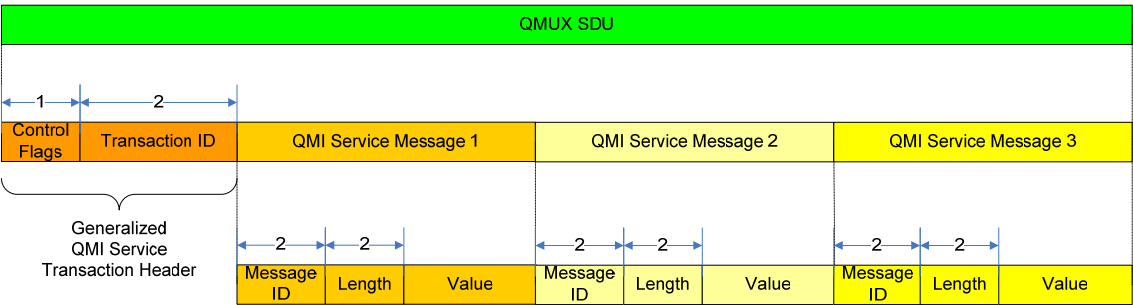 QMUX SDU
1
2
Control
Flags
Transaction ID
QMI Service Message 1
QMI Service Message 2
QMI Service Message 3
Generalized
QMI Service
Transaction Header
2
2
2
2
2
2
Message
ID
Length
Value
Message
ID
Length
Value
Message
ID
Length
Value